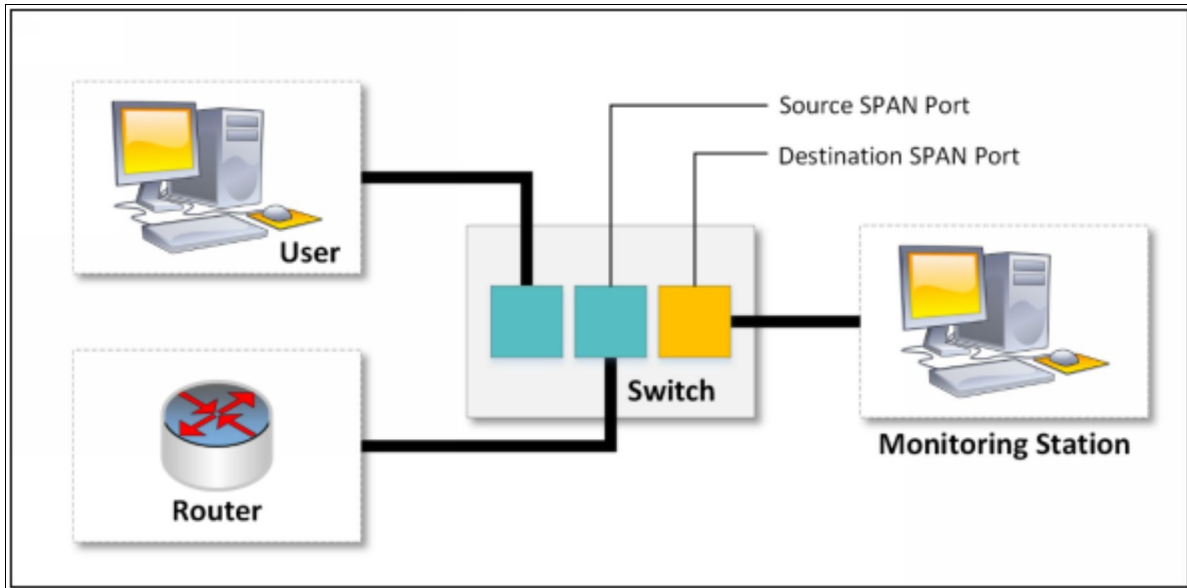 Source SPAN Port
Destination SPAN Port
User
Switch
Monitoring Station
Router